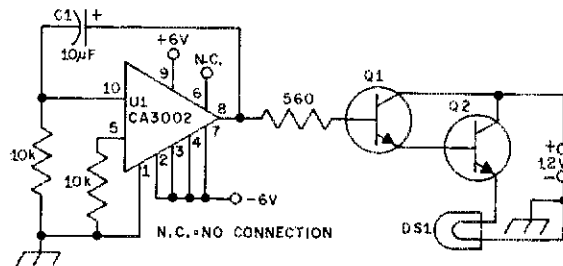 C1
+
10µF
+6V
N.C.
9
6
10
U1
CA3002
8
7
5
1
2
3
4
560
Q1
Q2
10k
10k
-6V
+
12V
-
DS1
N.C.=NO CONNECTION